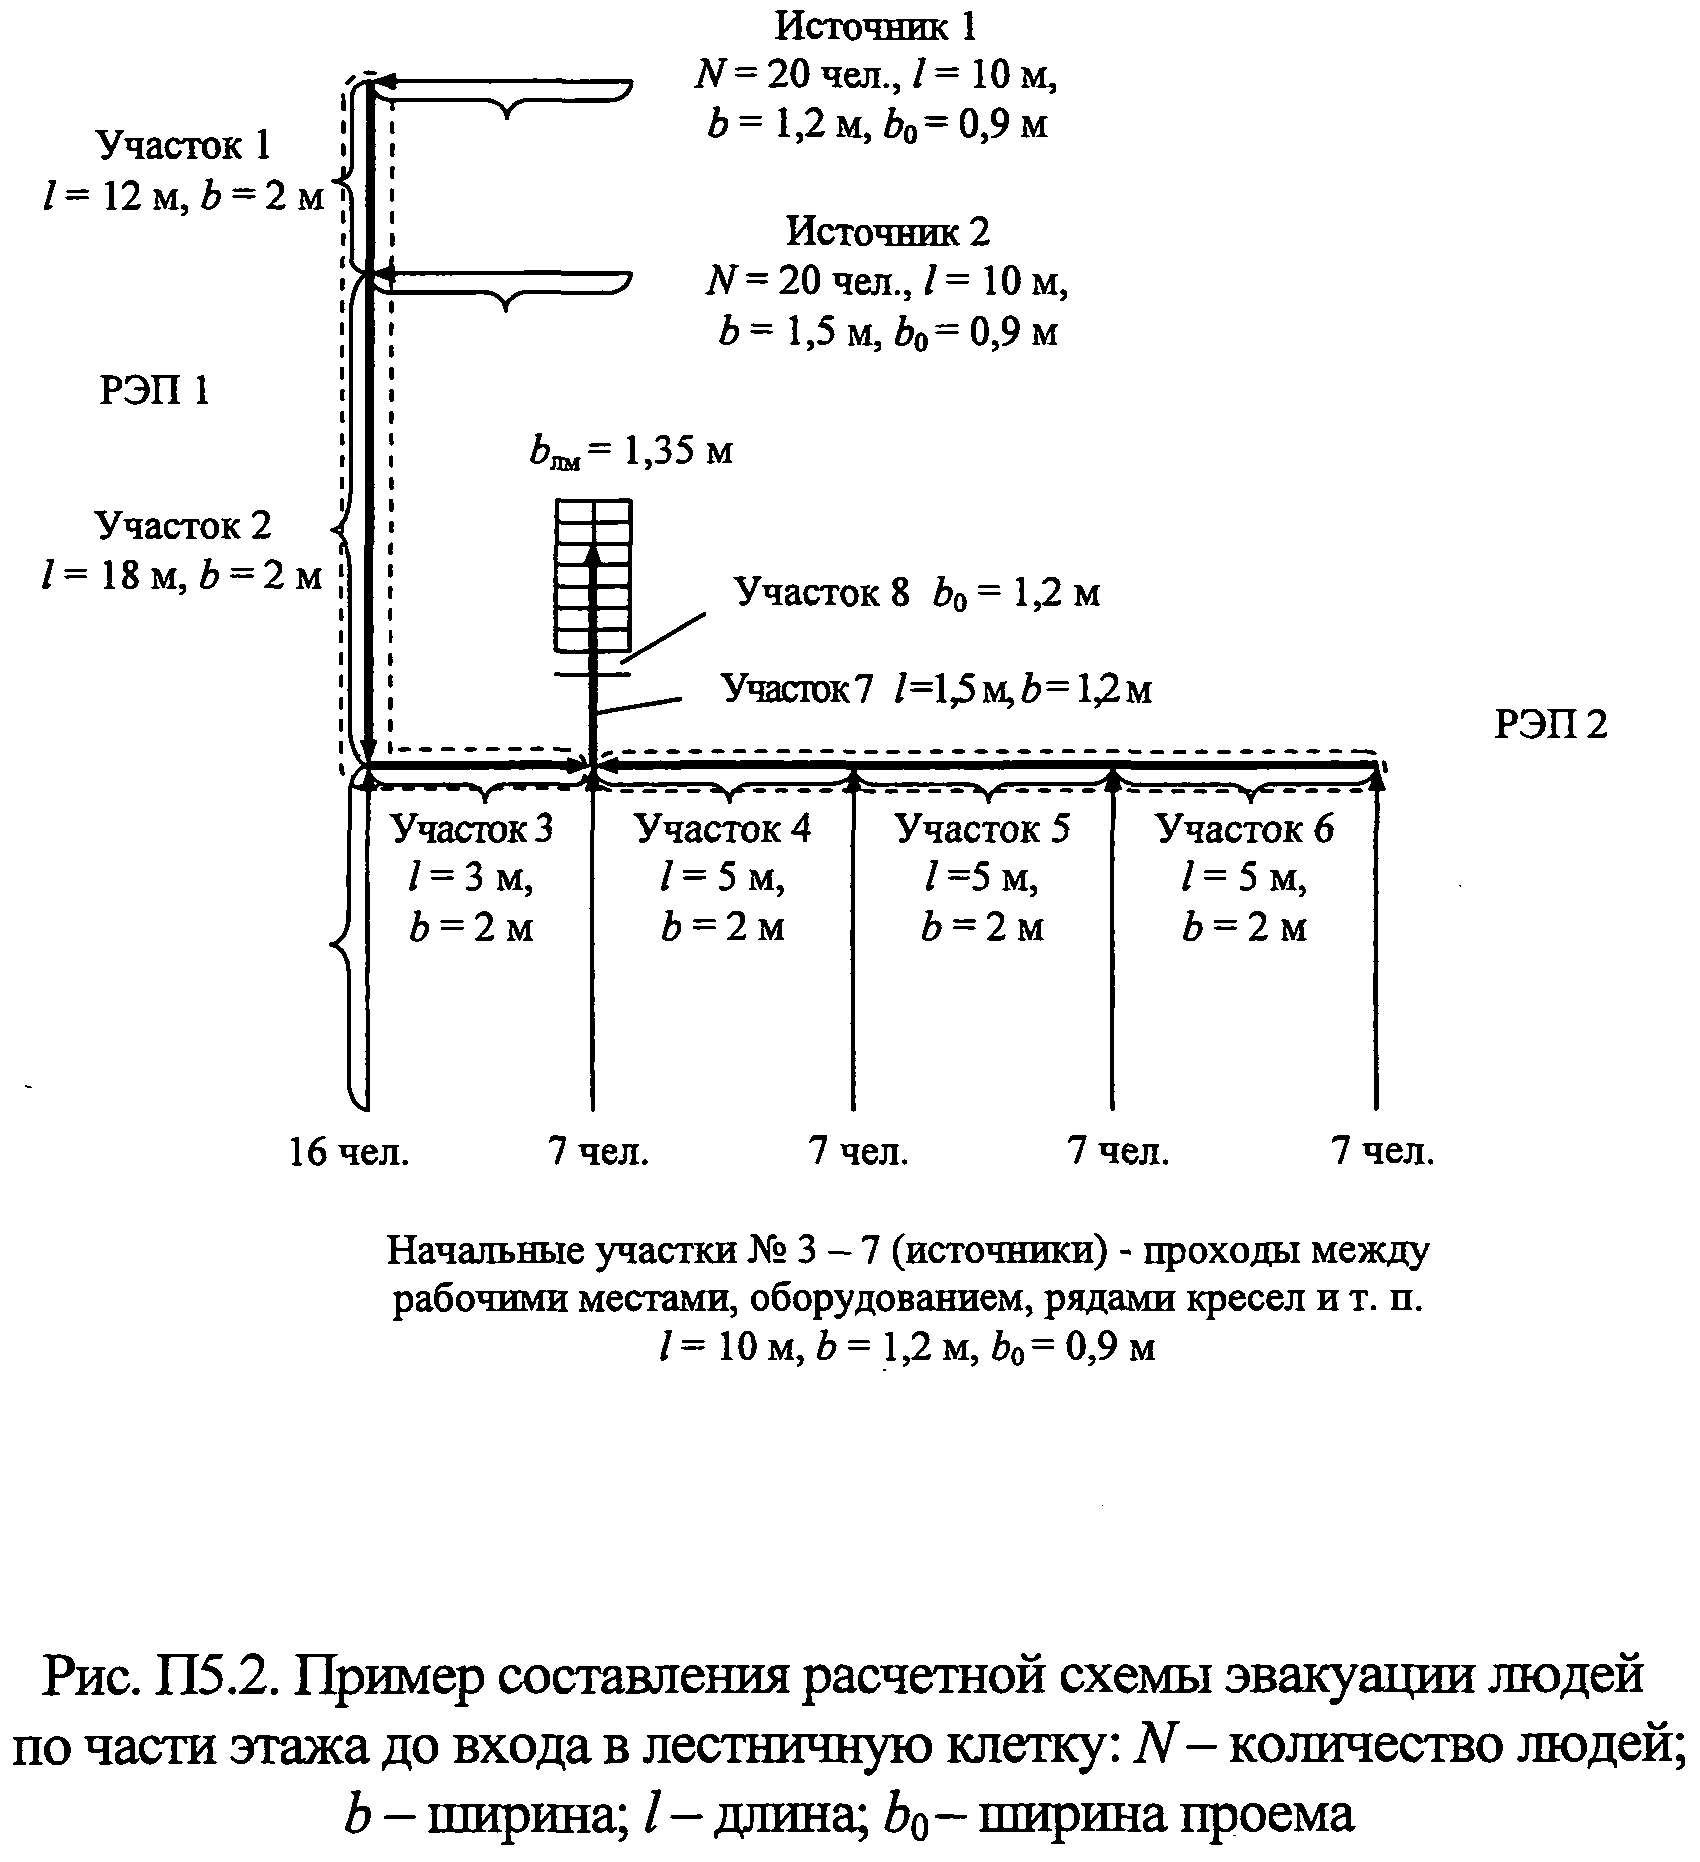 Источник 1
N = 20 чел., l = 10 м,
b = 1,2 м, b₀ = 0,9 м
Участок 1
l = 12 м, b = 2 м
Источник 2
N = 20 чел., l = 10 м,
b = 1,5 м, b₀ = 0,9 м
РЭП 1
bлм = 1,35 м
Участок 2
l = 18 м, b = 2 м
Участок 8 b₀ = 1,2 м
Участок 7 l=1,5 м, b=1,2 м
РЭП 2
Участок 3
l = 3 м,
b = 2 м
Участок 4
l = 5 м,
b = 2 м
Участок 5
l =5 м,
b = 2 м
Участок 6
l = 5 м,
b = 2 м
16 чел.
7 чел.
7 чел.
7 чел.
7 чел.
Начальные участки № 3 – 7 (источники) - проходы между
рабочими местами, оборудованием, рядами кресел и т. п.
l = 10 м, b = 1,2 м, b₀ = 0,9 м
Рис. П5.2. Пример составления расчетной схемы эвакуации людей
по части этажа до входа в лестничную клетку: N – количество людей;
b – ширина; l – длина; b₀ – ширина проема